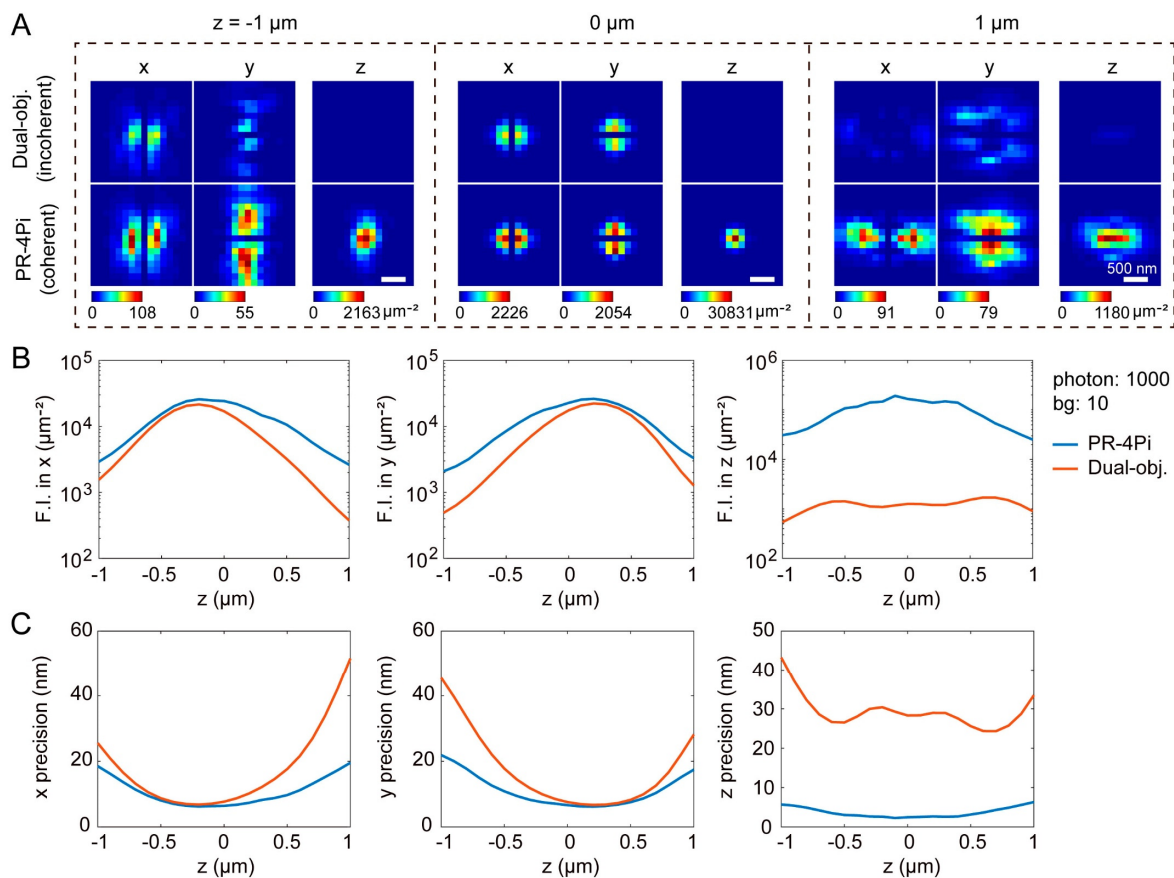 A
z = -1 µm
0 µm
1 µm
x y z x y z x y z
Dual-obj.
(incoherent)
PR-4Pi
(coherent)
500 nm
0 108 0 55 0 2163 µm⁻² 0 2226 0 2054 0 30831 µm⁻² 0 91 0 79 0 1180 µm⁻²
B
F.I. in x (µm⁻²)
10⁵
10⁴
10³
10²
-1 -0.5 0 0.5 1
z (µm)
F.I. in y (µm⁻²)
10⁵
10⁴
10³
10²
-1 -0.5 0 0.5 1
z (µm)
F.I. in z (µm⁻²)
10⁶
10⁴
10²
-1 -0.5 0 0.5 1
z (µm)
photon: 1000
bg: 10
PR-4Pi
Dual-obj.
C
x precision (nm)
60
40
20
0
-1 -0.5 0 0.5 1
z (µm)
y precision (nm)
60
40
20
0
-1 -0.5 0 0.5 1
z (µm)
z precision (nm)
50
40
30
20
10
0
-1 -0.5 0 0.5 1
z (µm)